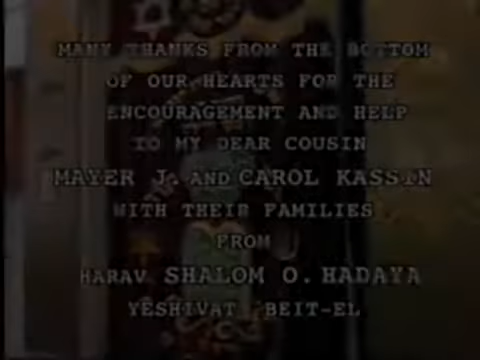 MANY THANKS FROM THE BOTTOM
OF OUR HEARTS FOR THE
ENCOURAGEMENT AND HELP
TO MY DEAR COUSIN
MAYER J. AND CAROL KASSIN
WITH THEIR FAMILIES
FROM
HARAV SHALOM O. HADAYA
YESHIVAT BEIT-EL